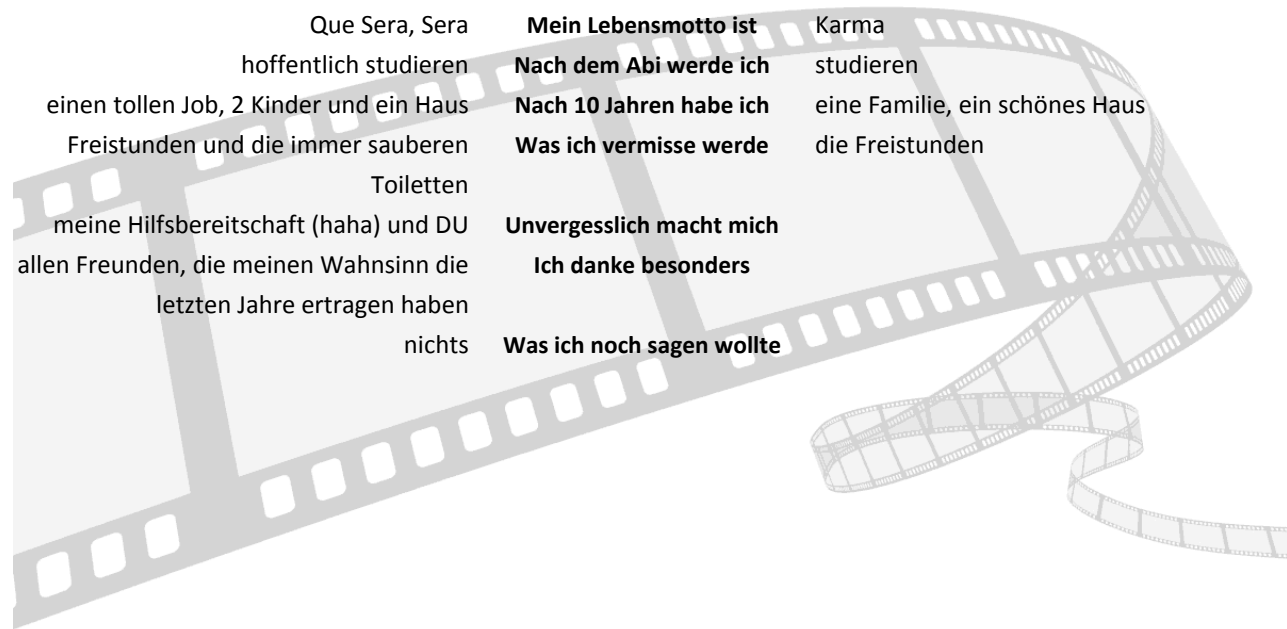 Que Sera, Sera Mein Lebensmotto ist Karma
hoffentlich studieren Nach dem Abi werde ich studieren
einen tollen Job, 2 Kinder und ein Haus Nach 10 Jahren habe ich eine Familie, ein schönes Haus
Freistunden und die immer sauberen Was ich vermisse werde die Freistunden
Toiletten
meine Hilfsbereitschaft (haha) und DU Unvergesslich macht mich
allen Freunden, die meinen Wahnsinn die Ich danke besonders
letzten Jahre ertragen haben
nichts Was ich noch sagen wollte